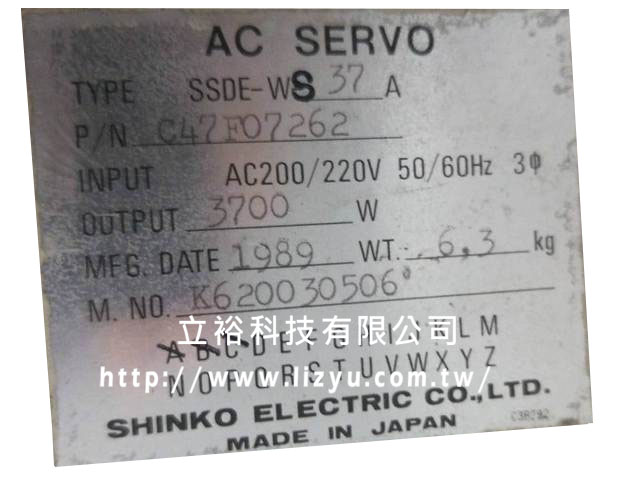 AC SERVO
TYPE SSDE-WS 37 A
P/N C47F07262
INPUT AC200/220V 50/60Hz 3Φ
OUTPUT 3700 W
MFG. DATE 1989 WT. 6.3 kg
M. NO. K620030506
立裕科技有限公司
A B C D E F G H I J K L M
http://www.lizyu.com.tw/
N O P Q R S T U V W X Y Z
SHINKO ELECTRIC CO.,LTD.
MADE IN JAPAN